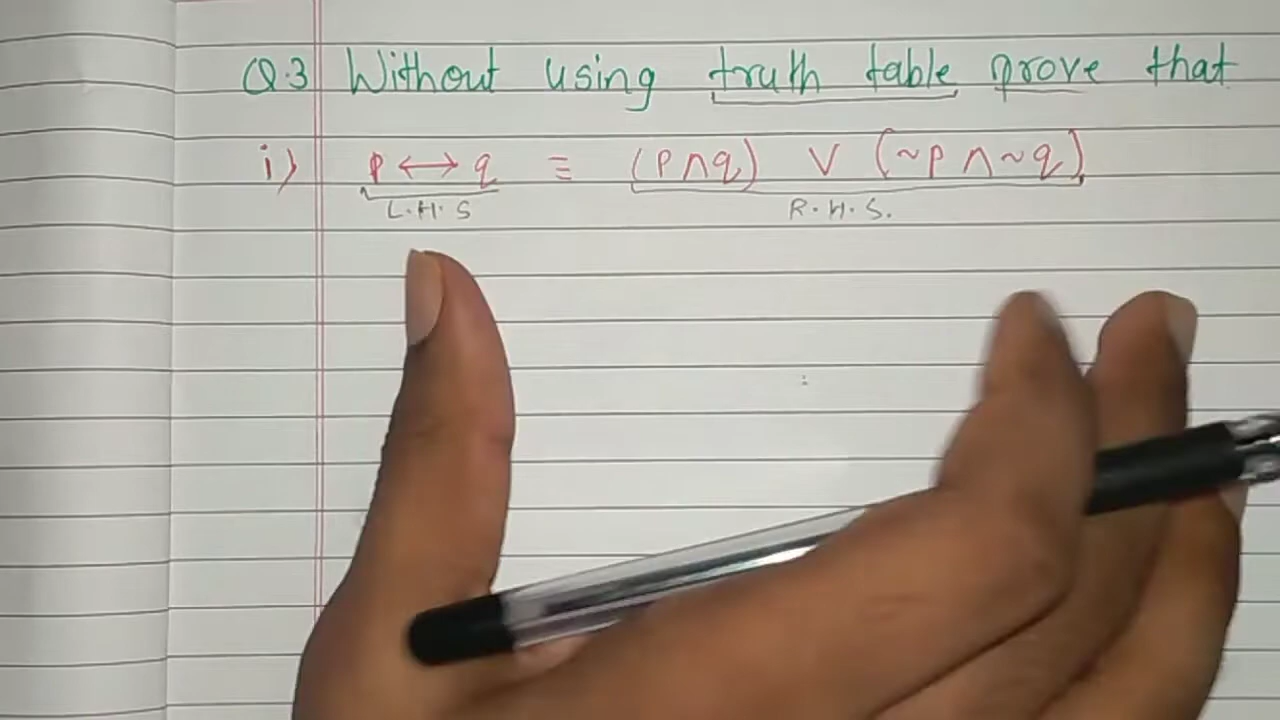 Q.3 Without using truth table prove that
i) p ↔ q ≡ (p ∧ q) ∨ (~p ∧ ~q)
L.H.S R.H.S.